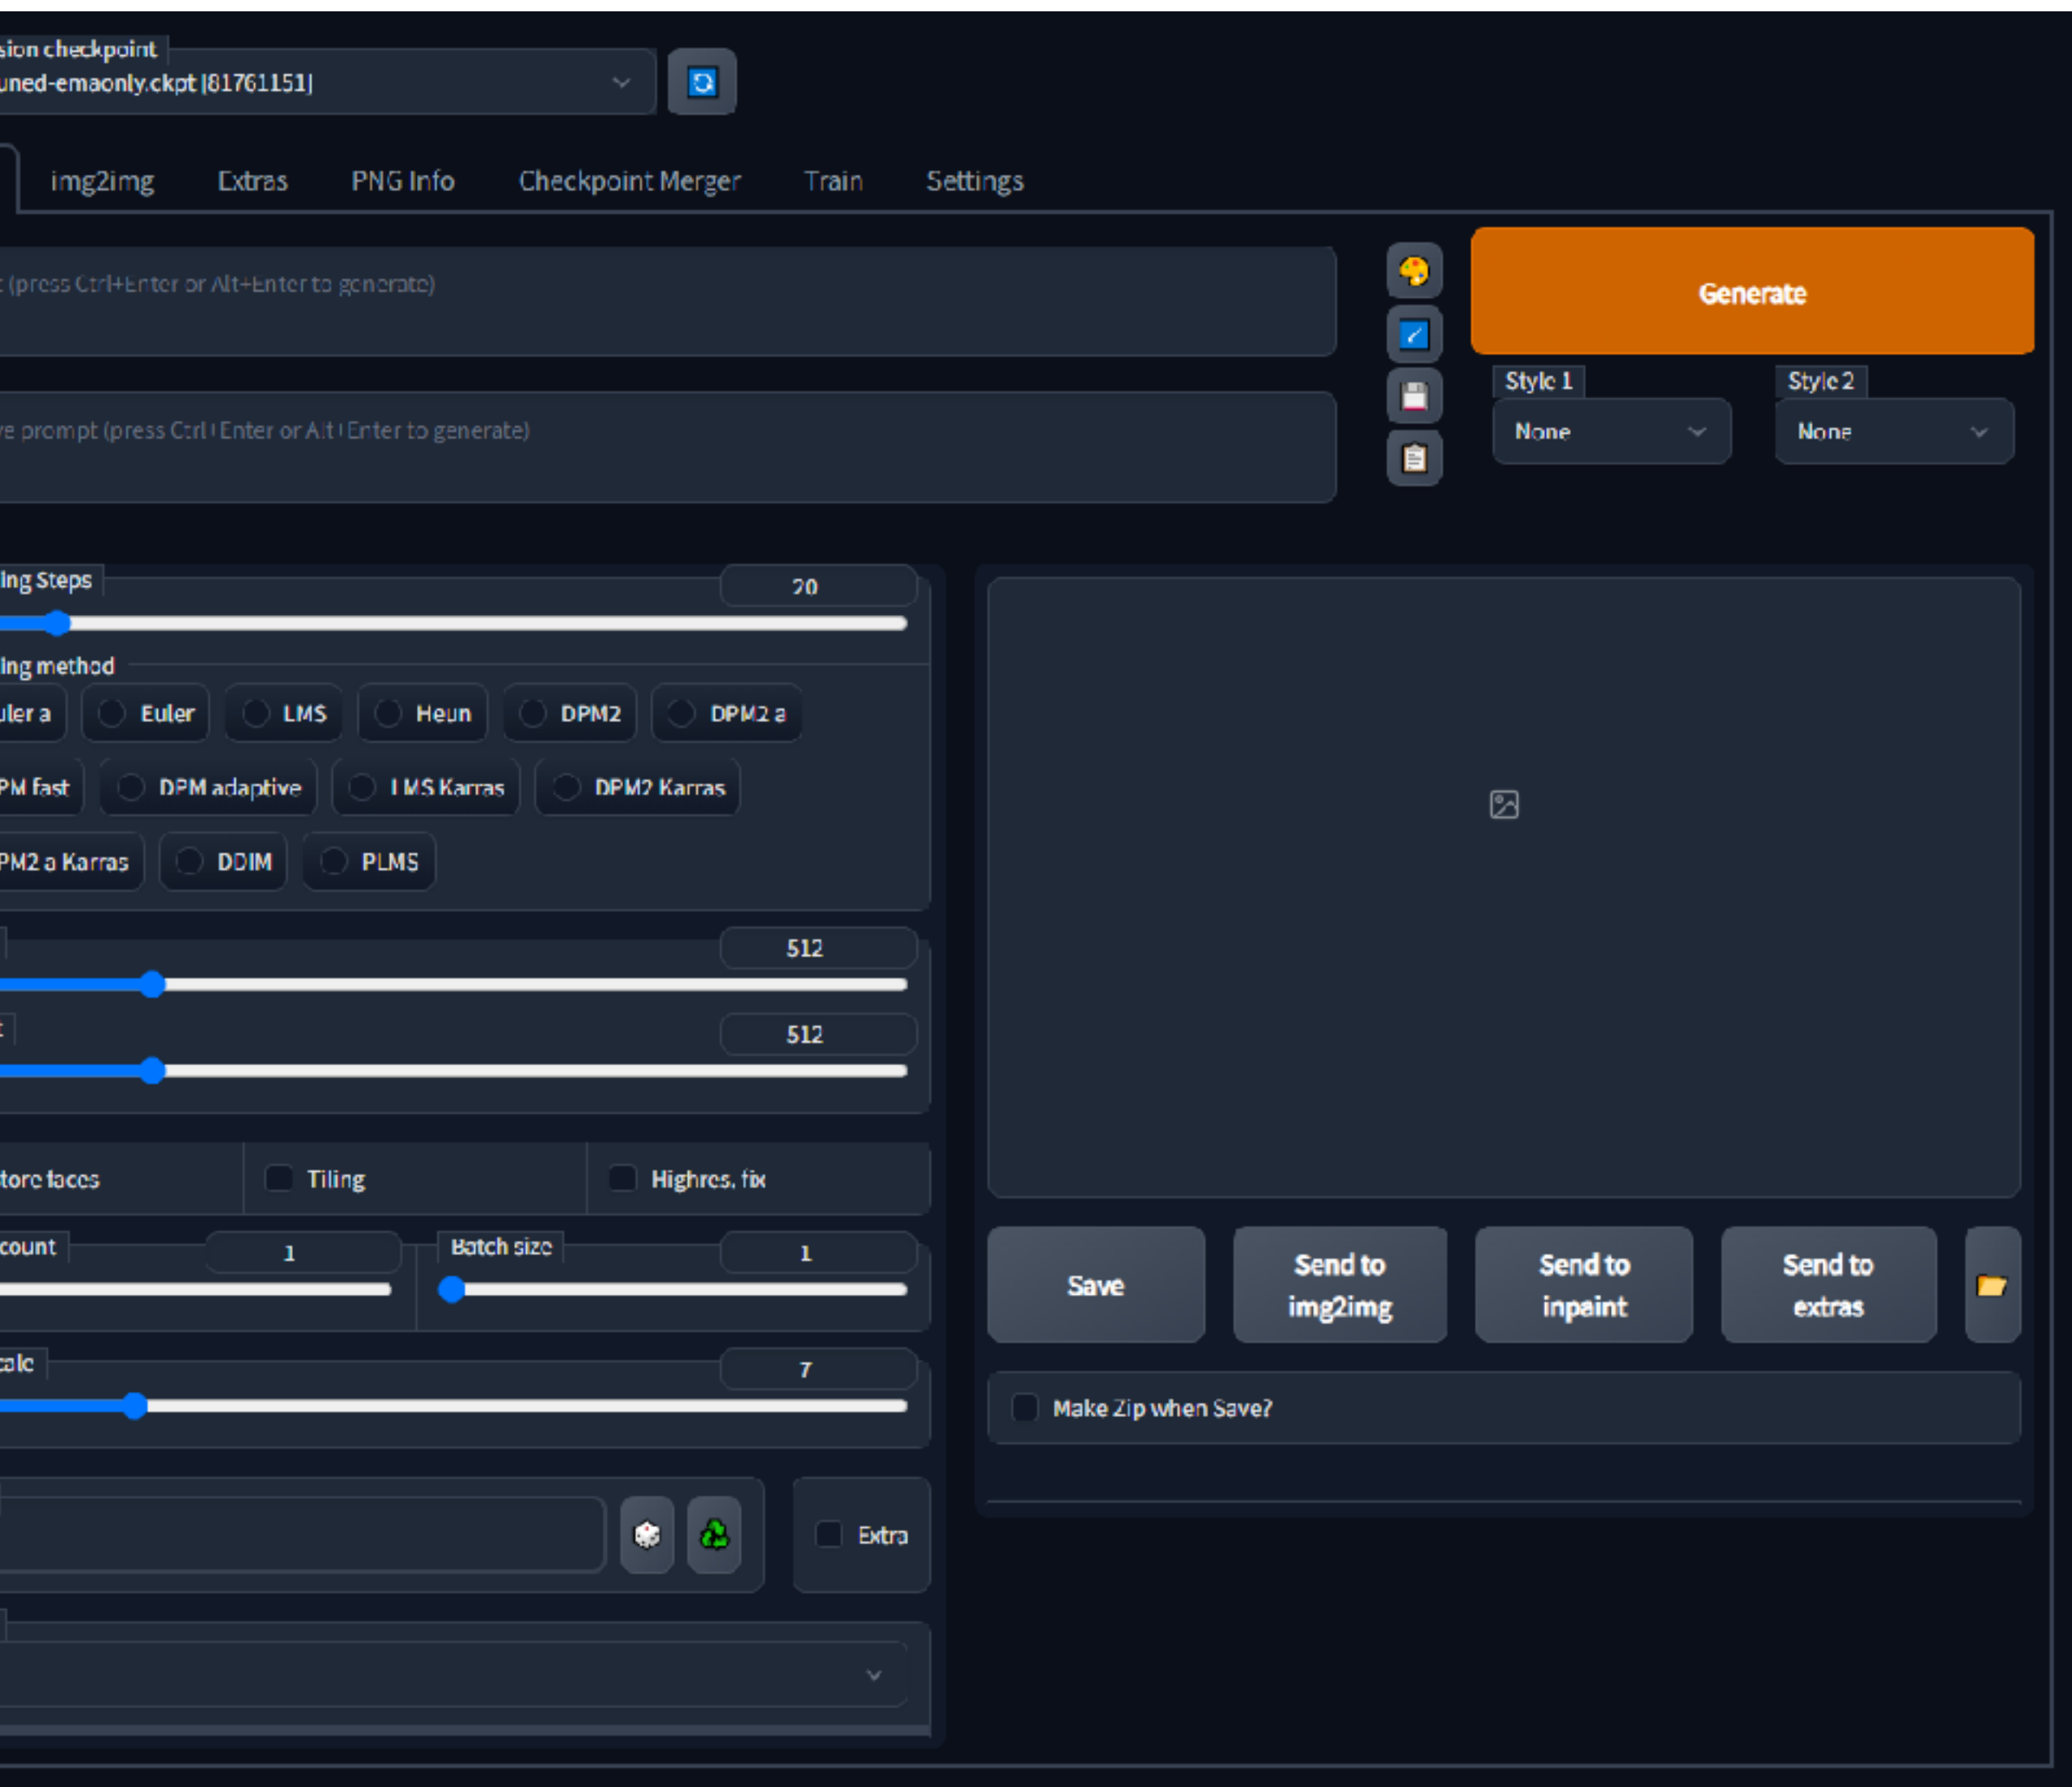 sion checkpoint
uned-emaonly.ckpt [81761151]
img2img Extras PNG Info Checkpoint Merger Train Settings
(press Ctrl+Enter or Alt+Enter to generate)
Generate
Style 1 Style 2
None None
ve prompt (press Ctrl+Enter or Alt+Enter to generate)
ing Steps 20
ing method
uler a Euler LMS Heun DPM2 DPM2 a
PM fast DPM adaptive LMS Karras DPM2 Karras
PM2 a Karras DDIM PLMS
512
t 512
tore faces Tiling Highres. fix
count 1 Batch size 1
cale 7
Extra
Save
Send to
img2img
Send to
inpaint
Send to
extras
Make Zip when Save?